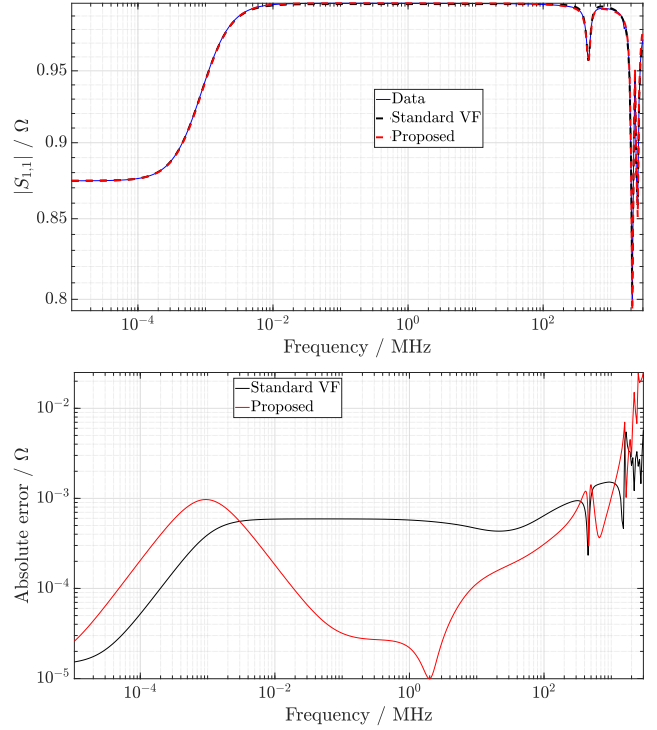 |S_{1,1}| / Ω
0.95
0.9
0.85
0.8
Data
Standard VF
Proposed
10^{-4}
10^{-2}
10^{0}
10^{2}
Frequency / MHz
Absolute error / Ω
10^{-2}
10^{-3}
10^{-4}
10^{-5}
Standard VF
Proposed
10^{-4}
10^{-2}
10^{0}
10^{2}
Frequency / MHz